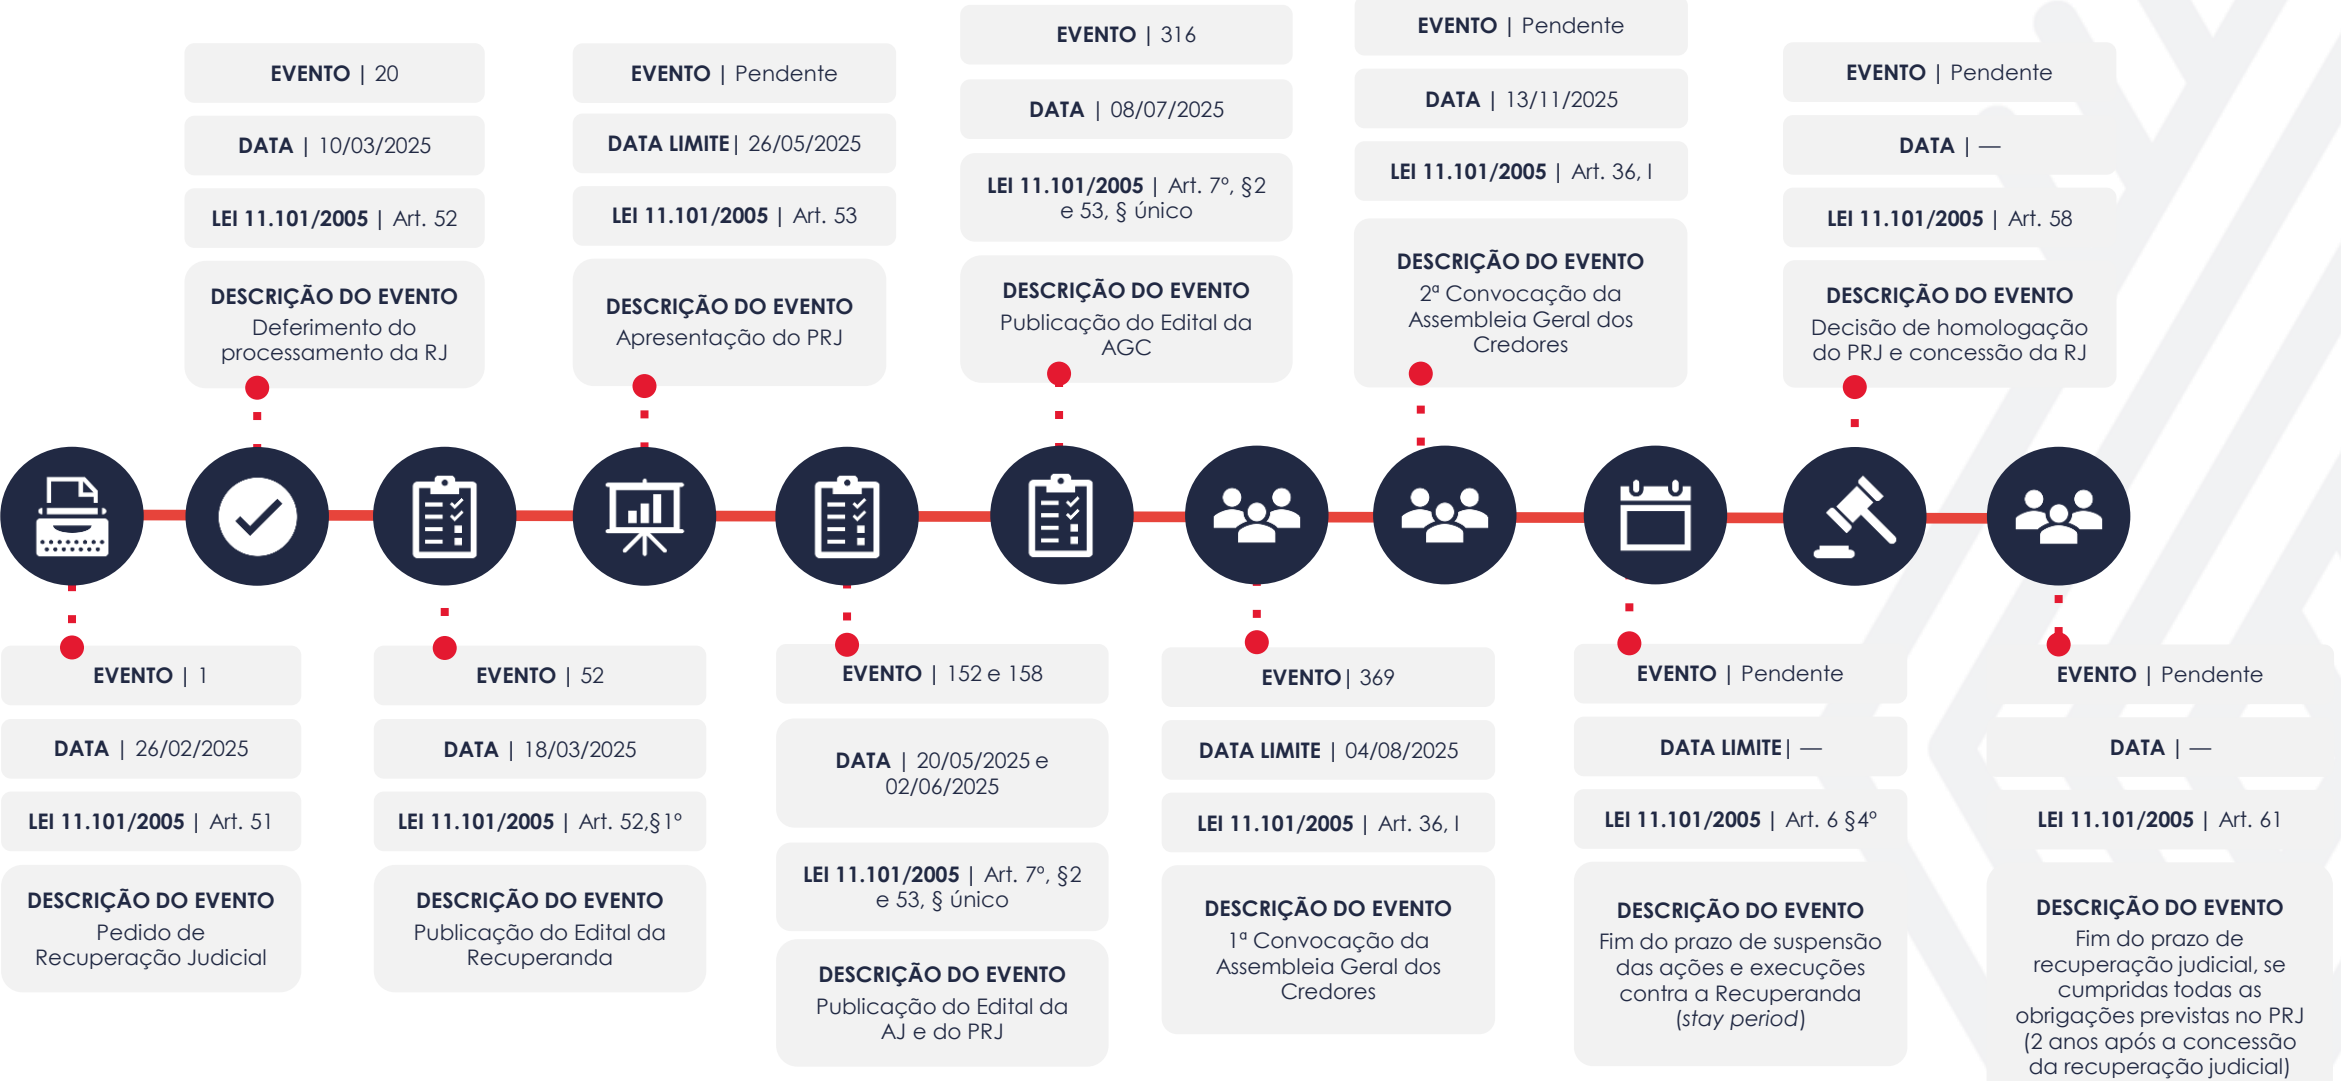 EVENTO | 20
DATA | 10/03/2025
LEI 11.101/2005 | Art. 52
DESCRIÇÃO DO EVENTO
Deferimento do
processamento da RJ
EVENTO | Pendente
DATA LIMITE| 26/05/2025
LEI 11.101/2005 | Art. 53
DESCRIÇÃO DO EVENTO
Apresentação do PRJ
EVENTO | 316
DATA | 08/07/2025
LEI 11.101/2005 | Art. 7º, §2
e 53, § único
DESCRIÇÃO DO EVENTO
Publicação do Edital da
AGC
EVENTO | Pendente
DATA | 13/11/2025
LEI 11.101/2005 | Art. 36, I
DESCRIÇÃO DO EVENTO
2ª Convocação da
Assembleia Geral dos
Credores
EVENTO | Pendente
DATA | —
LEI 11.101/2005 | Art. 58
DESCRIÇÃO DO EVENTO
Decisão de homologação
do PRJ e concessão da RJ
EVENTO | 1
DATA | 26/02/2025
LEI 11.101/2005 | Art. 51
DESCRIÇÃO DO EVENTO
Pedido de
Recuperação Judicial
EVENTO | 52
DATA | 18/03/2025
LEI 11.101/2005 | Art. 52,§1º
DESCRIÇÃO DO EVENTO
Publicação do Edital da
Recuperanda
EVENTO | 152 e 158
DATA | 20/05/2025 e
02/06/2025
LEI 11.101/2005 | Art. 7º, §2
e 53, § único
DESCRIÇÃO DO EVENTO
Publicação do Edital da
AJ e do PRJ
EVENTO| 369
DATA LIMITE | 04/08/2025
LEI 11.101/2005 | Art. 36, I
DESCRIÇÃO DO EVENTO
1ª Convocação da
Assembleia Geral dos
Credores
EVENTO | Pendente
DATA LIMITE| —
LEI 11.101/2005 | Art. 6 §4º
DESCRIÇÃO DO EVENTO
Fim do prazo de suspensão
das ações e execuções
contra a Recuperanda
(stay period)
EVENTO | Pendente
DATA | —
LEI 11.101/2005 | Art. 61
DESCRIÇÃO DO EVENTO
Fim do prazo de
recuperação judicial, se
cumpridas todas as
obrigações previstas no PRJ
(2 anos após a concessão
da recuperação judicial)